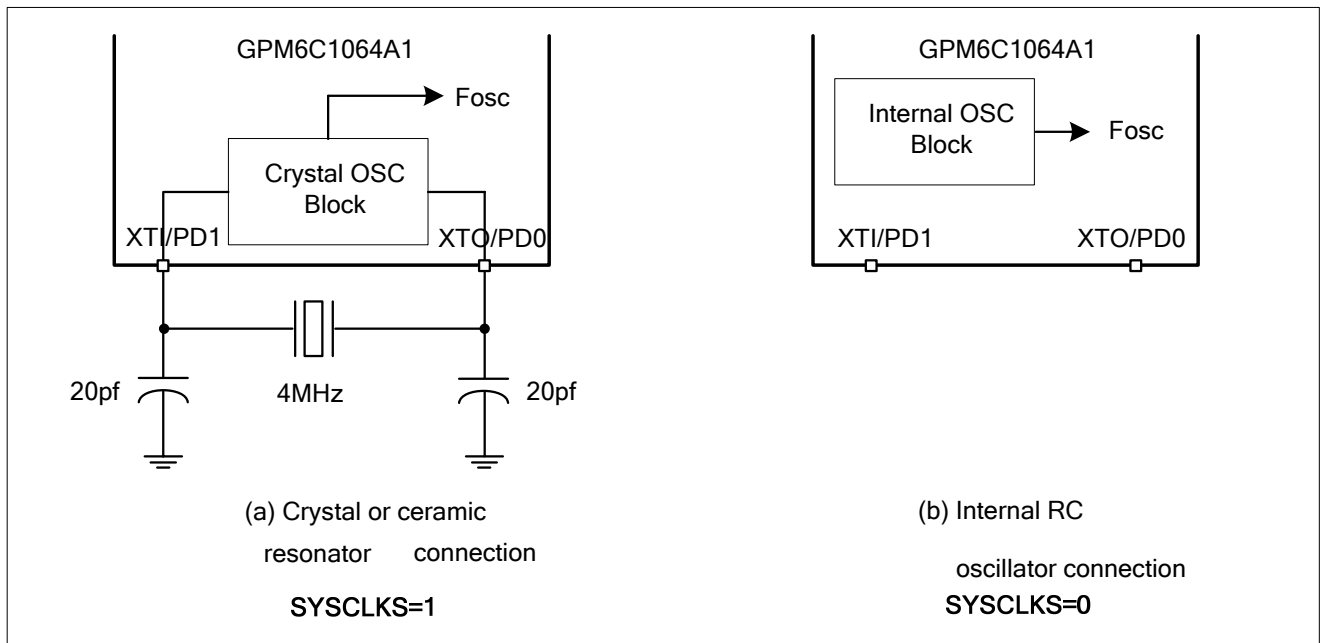 GPM6C1064A1
Fosc
Crystal OSC
Block
XTI/PD1
XTO/PD0
20pf
4MHz
20pf
(a) Crystal or ceramic
resonator connection
SYSCLKS=1
GPM6C1064A1
Internal OSC
Block
Fosc
XTI/PD1
XTO/PD0
(b) Internal RC
oscillator connection
SYSCLKS=0